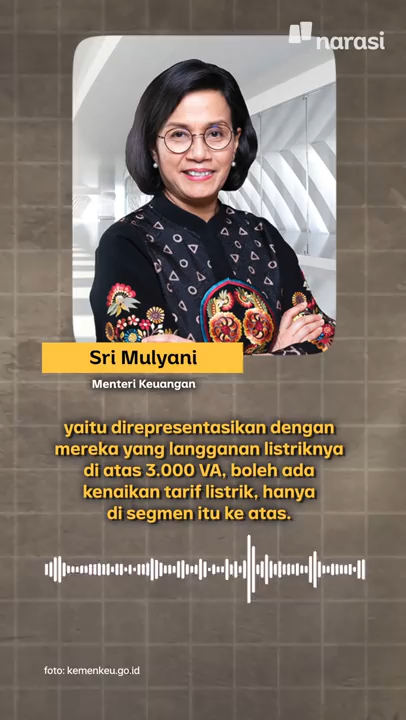 narasi
Sri Mulyani
Menteri Keuangan
yaitu direpresentasikan dengan
mereka yang langganan listriknya
di atas 3.000 VA, boleh ada
kenaikan tarif listrik, hanya
di segmen itu ke atas.
foto: kemenkeu.go.id